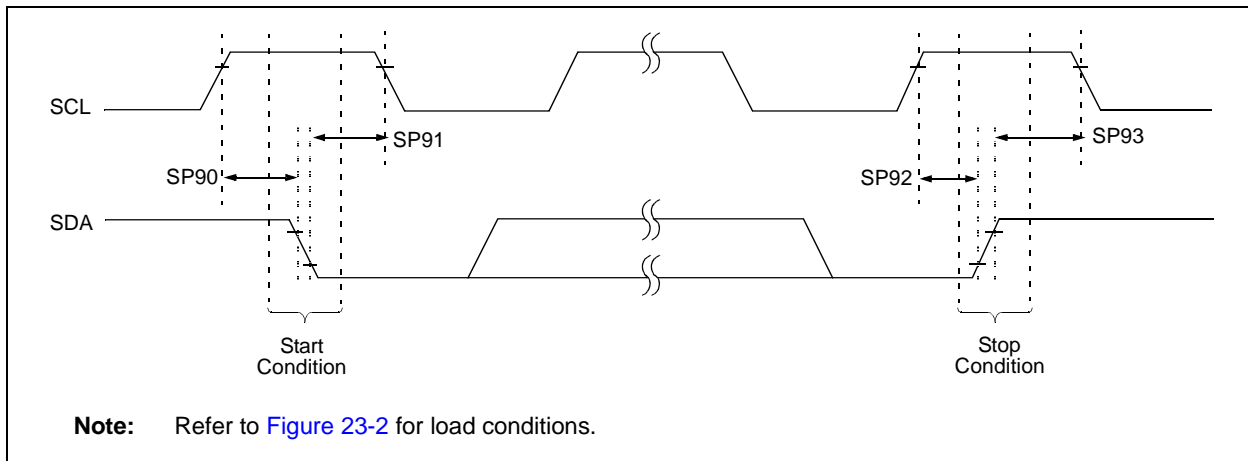 SCL
SP91
SP93
SP90
SP92
SDA
Start
Condition
Stop
Condition
Note: Refer to Figure 23-2 for load conditions.